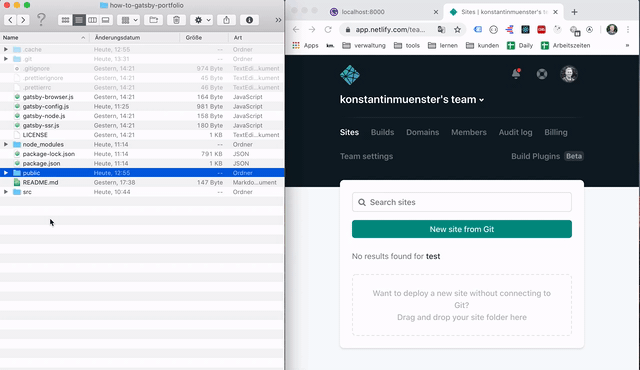 how-to-gatsby-portfolio
Name Änderungsdatum Größe Art
.cache Heute, 12:55 -- Ordner
.git Heute, 13:31 -- Ordner
.gitignore Gestern, 14:21 974 Byte TextEdi...kument
.prettierignore Gestern, 14:21 45 Byte TextEdi...kument
.prettierrc Gestern, 14:21 46 Byte TextEdi...kument
gatsby-browser.js Gestern, 14:21 164 Byte JavaScript
gatsby-config.js Heute, 11:25 981 Byte JavaScript
gatsby-node.js Gestern, 14:21 158 Byte JavaScript
gatsby-ssr.js Gestern, 14:21 180 Byte JavaScript
LICENSE Gestern, 14:21 1 KB TextEdi...kument
node_modules Heute, 11:14 -- Ordner
package-lock.json Heute, 11:14 791 KB JSON
package.json Heute, 11:14 2 KB JSON
public Heute, 12:55 -- Ordner
README.md Gestern, 17:38 147 Byte Markdo...ument
src Heute, 10:44 -- Ordner
localhost:8000
Sites | konstantinmuenster's t
app.netlify.com/tea...
Apps km. verwaltung tools lernen kunden Daily Arbeitszeiten
konstantinmuenster's team
Sites Builds Domains Members Audit log Billing
Team settings Build Plugins Beta
Search sites
New site from Git
No results found for test
Want to deploy a new site without connecting to
Git?
Drag and drop your site folder here